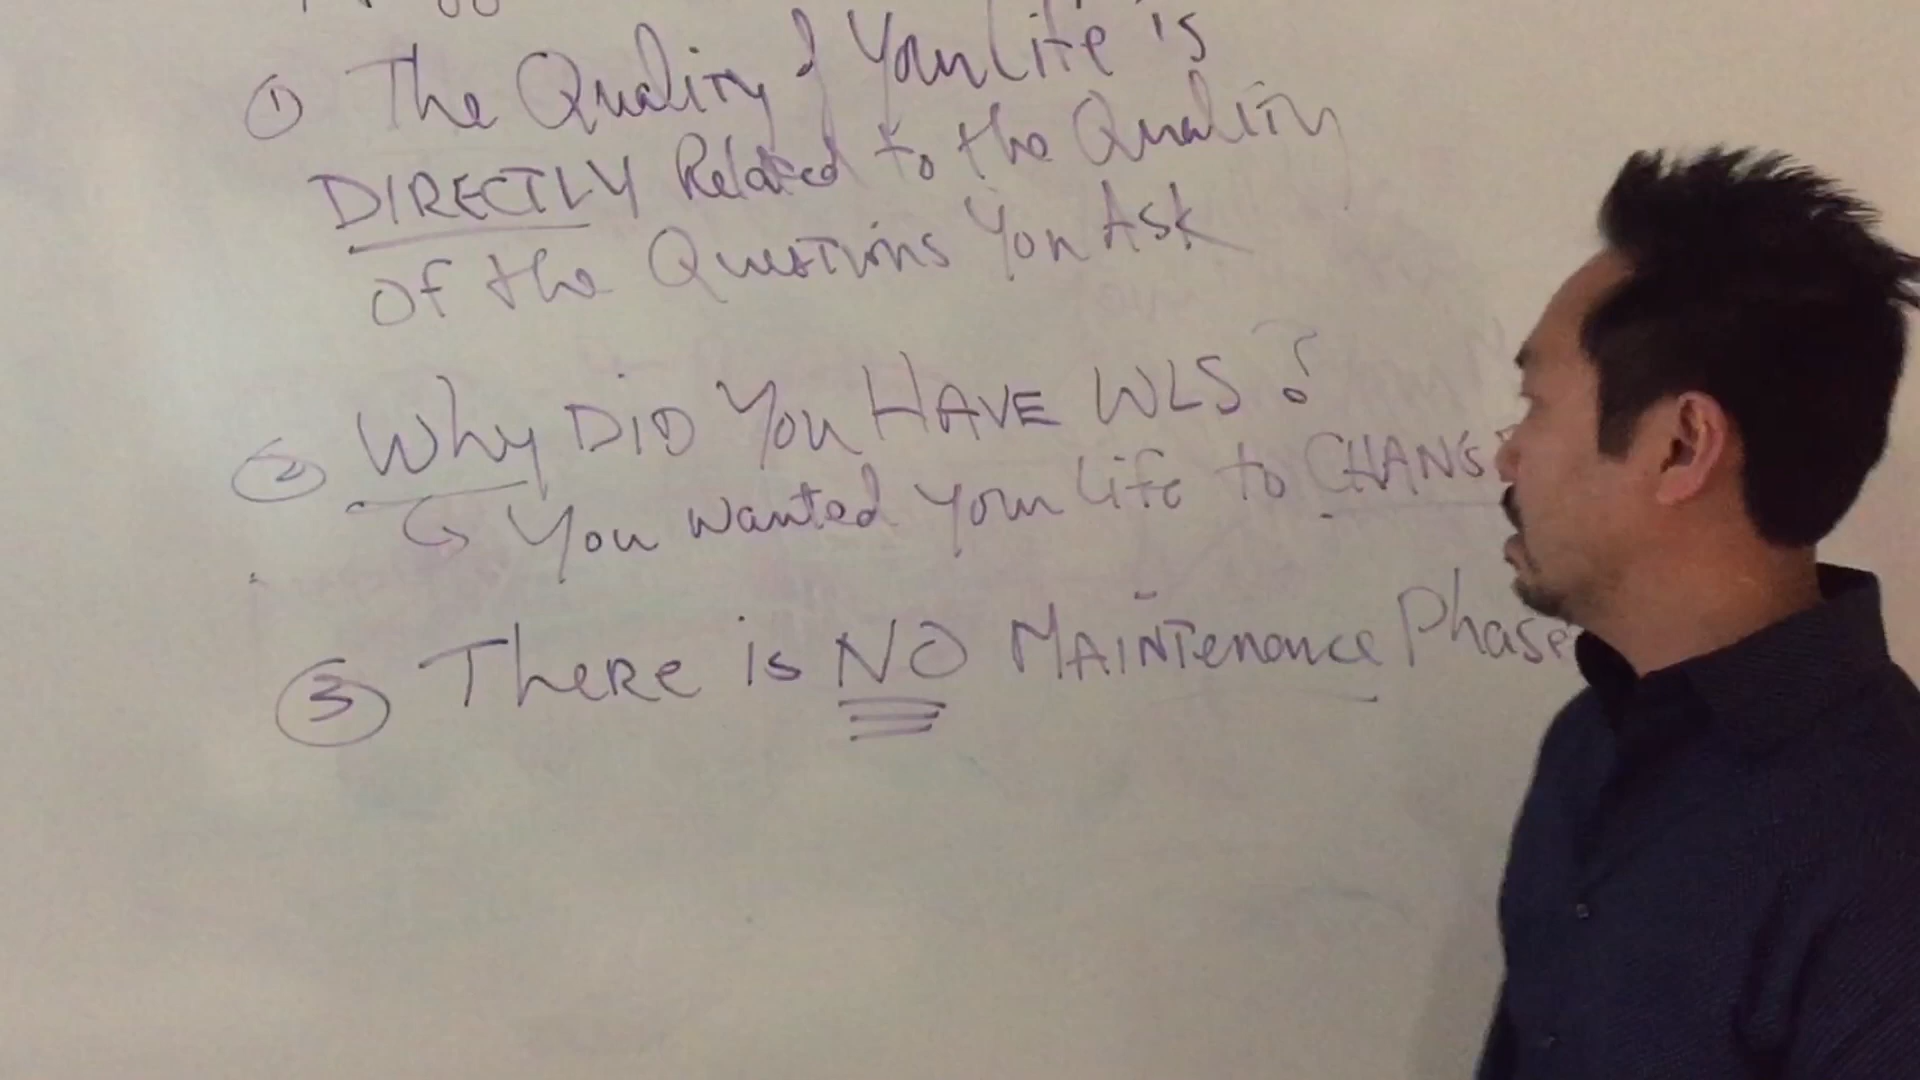 ① The Quality of Your Life is
DIRECTLY Related to the Quality
of the Questions You Ask
② Why DID You HAVE WLS?
↳ You wanted your life to CHANG
③ There is NO MAINTenance Phase